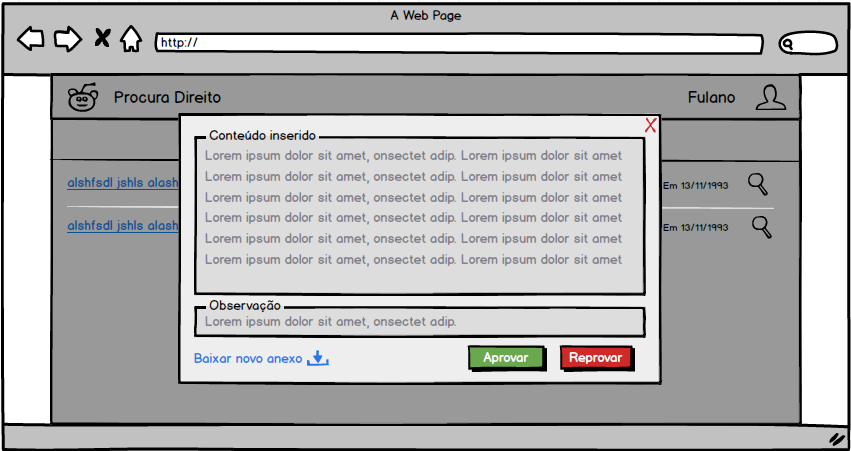 A Web Page
http://
Procura Direito
Fulano
Conteúdo inserido
Lorem ipsum dolor sit amet, onsectet adip. Lorem ipsum dolor sit amet
Lorem ipsum dolor sit amet, onsectet adip. Lorem ipsum dolor sit amet
Lorem ipsum dolor sit amet, onsectet adip. Lorem ipsum dolor sit amet
Lorem ipsum dolor sit amet, onsectet adip. Lorem ipsum dolor sit amet
Lorem ipsum dolor sit amet, onsectet adip. Lorem ipsum dolor sit amet
Lorem ipsum dolor sit amet, onsectet adip. Lorem ipsum dolor sit amet
alshfsdl jshls alash
Em 13/11/1993
alshfsdl jshls alash
Em 13/11/1993
Observação
Lorem ipsum dolor sit amet, onsectet adip.
Baixar novo anexo
Aprovar
Reprovar